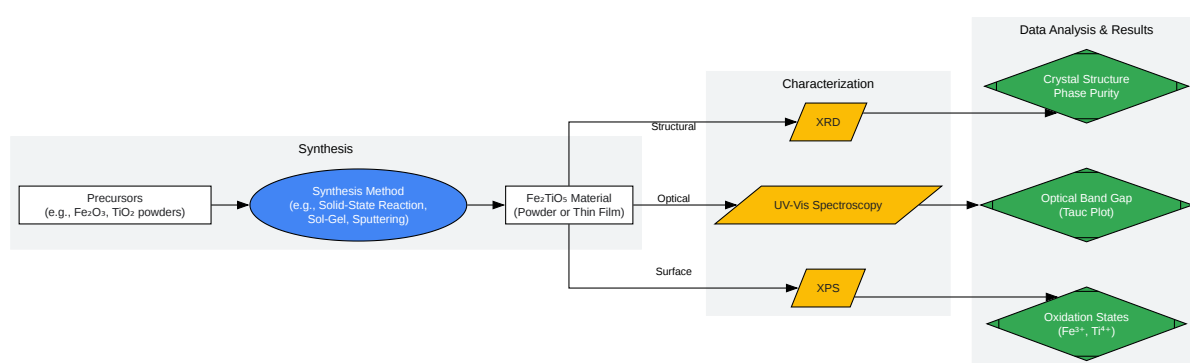 Synthesis
Precursors
(e.g., Fe₂O₃, TiO₂ powders)
Synthesis Method
(e.g., Solid-State Reaction,
Sol-Gel, Sputtering)
Fe₂TiO₅ Material
(Powder or Thin Film)
Structural
Optical
Surface
Characterization
XRD
UV-Vis Spectroscopy
XPS
Data Analysis & Results
Crystal Structure
Phase Purity
Optical Band Gap
(Tauc Plot)
Oxidation States
(Fe³⁺, Ti⁴⁺)